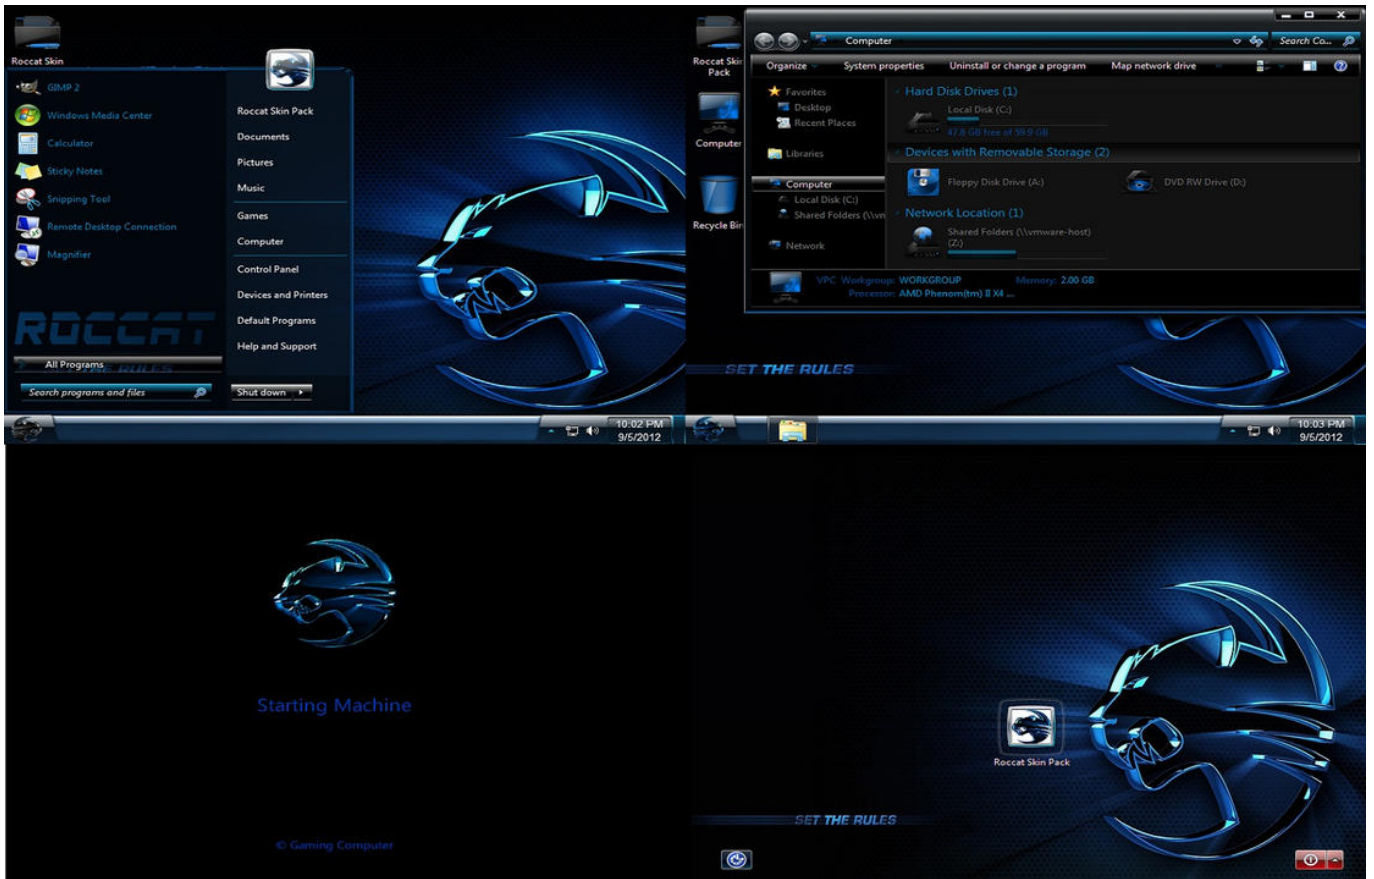 Roccat Skin
GIMP 2
Windows Media Center
Calculator
Sticky Notes
Snipping Tool
Remote Desktop Connection
Magnifier
ROCCAT
All Programs
THE RULES
Search programs and files
Roccat Skin Pack
Documents
Pictures
Music
Games
Computer
Control Panel
Devices and Printers
Default Programs
Help and Support
Shut down
10:02 PM
9/5/2012
Roccat Skin
Pack
Computer
Recycle Bin
Computer
Search Co...
Organize
System properties
Uninstall or change a program
Map network drive
Favorites
Desktop
Recent Places
Libraries
Computer
Local Disk (C:)
Shared Folders (\\vm
Network
Hard Disk Drives (1)
Local Disk (C:)
47.8 GB free of 59.9 GB
Devices with Removable Storage (2)
Floppy Disk Drive (A:)
DVD RW Drive (D:)
Network Location (1)
Shared Folders (\\vmware-host)
(Z:)
VPC Workgroup: WORKGROUP Memory: 2.00 GB
Processor: AMD Phenom(tm) II X4 ...
SET THE RULES
10:03 PM
9/5/2012
Starting Machine
© Gaming Computer
Roccat Skin Pack
SET THE RULES